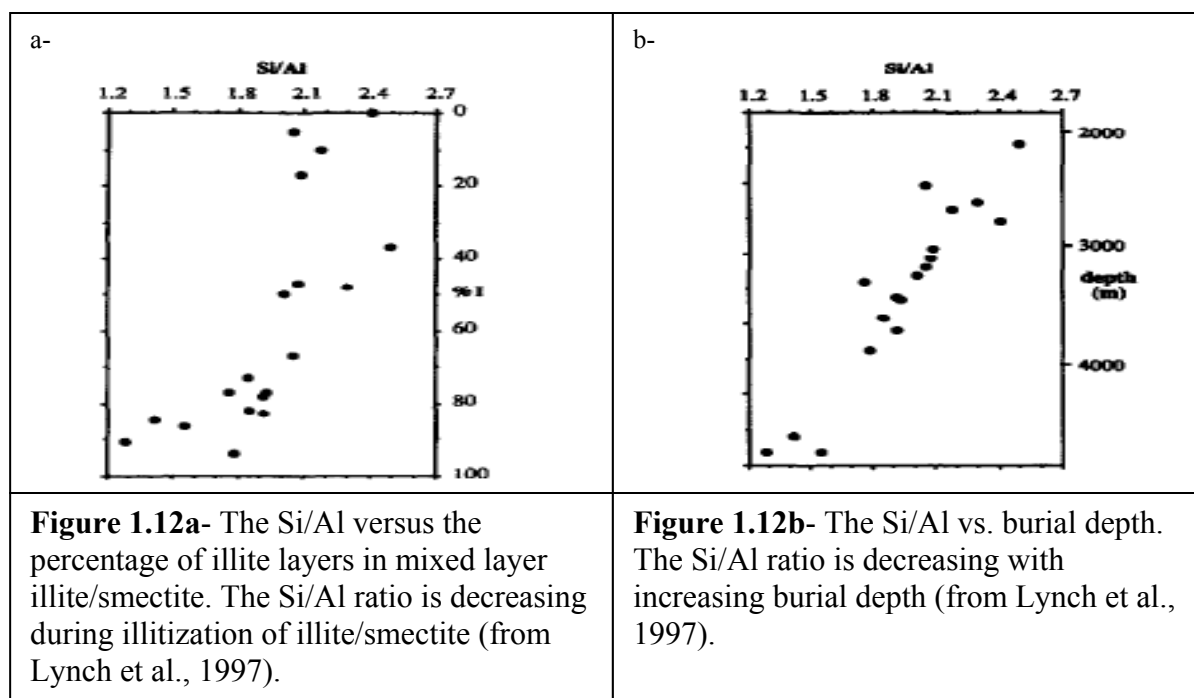 a-
Si/Al
1.2 1.5 1.8 2.1 2.4 2.7
0
20
40
%I
60
80
100
b-
Si/Al
1.2 1.5 1.8 2.1 2.4 2.7
2000
3000
depth
(m)
4000
Figure 1.12a- The Si/Al versus the
percentage of illite layers in mixed layer
illite/smectite. The Si/Al ratio is decreasing
during illitization of illite/smectite (from
Lynch et al., 1997).
Figure 1.12b- The Si/Al vs. burial depth.
The Si/Al ratio is decreasing with
increasing burial depth (from Lynch et al.,
1997).